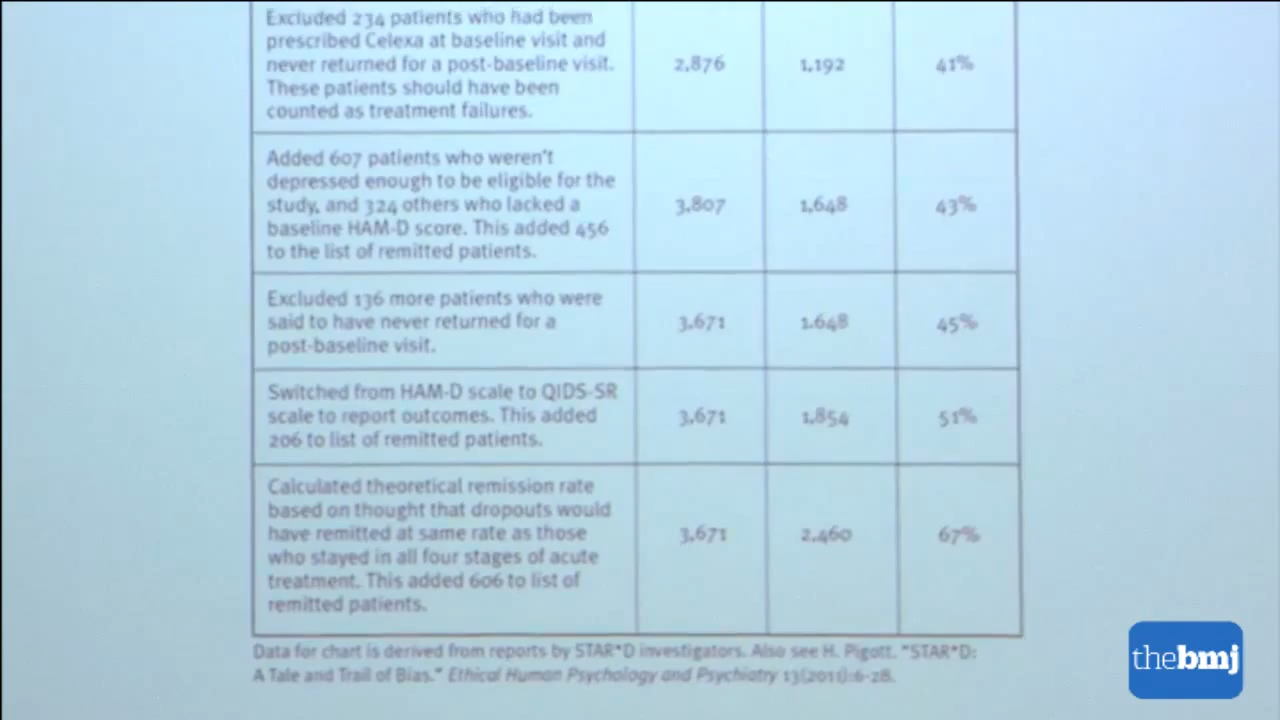 Excluded 234 patients who had been
prescribed Celexa at baseline visit and
never returned for a post-baseline visit.
These patients should have been
counted as treatment failures.
2,876
1,192
41%
Added 607 patients who weren't
depressed enough to be eligible for the
study, and 324 others who lacked a
baseline HAM-D score. This added 456
to the list of remitted patients.
3,807
1,648
43%
Excluded 136 more patients who were
said to have never returned for a
post-baseline visit.
3,671
1,648
45%
Switched from HAM-D scale to QIDS-SR
scale to report outcomes. This added
206 to list of remitted patients.
3,671
1,854
51%
Calculated theoretical remission rate
based on thought that dropouts would
have remitted at same rate as those
who stayed in all four stages of acute
treatment. This added 606 to list of
remitted patients.
3,671
2,460
67%
Data for chart is derived from reports by STAR*D investigators. Also see H. Pigott. "STAR*D:
A Tale and Trail of Bias." Ethical Human Psychology and Psychiatry 13(2011):6-28.
thebmj